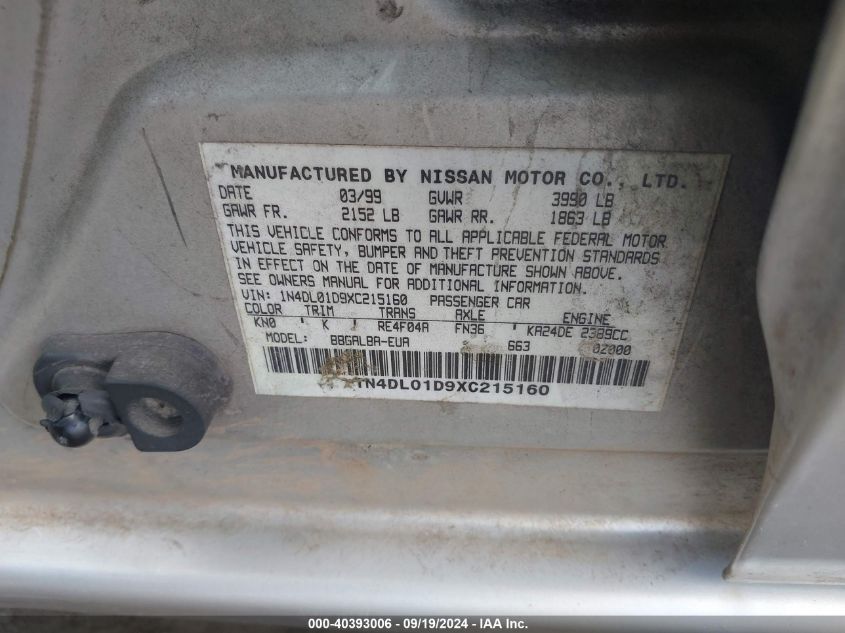 MANUFACTURED BY NISSAN MOTOR CO., LTD.
DATE 03/99 GVWR 3990 LB
GAWR FR. 2152 LB GAWR RR. 1863 LB
THIS VEHICLE CONFORMS TO ALL APPLICABLE FEDERAL MOTOR
VEHICLE SAFETY, BUMPER AND THEFT PREVENTION STANDARDS
IN EFFECT ON THE DATE OF MANUFACTURE SHOWN ABOVE.
SEE OWNERS MANUAL FOR ADDITIONAL INFORMATION.
VIN: 1N4DL01D9XC215160 PASSENGER CAR
COLOR TRIM TRANS AXLE ENGINE
KN0 K RE4F04A FN36 KA24DE 2389CC
MODEL: BBGALBA-EUA 663 02000
1N4DL01D9XC215160
000-40393006 - 09/19/2024 - IAA Inc.